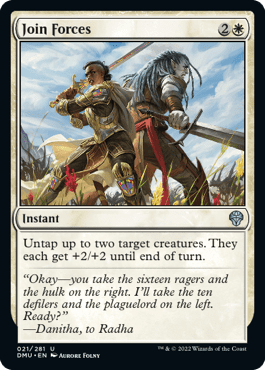 Join Forces 2
Instant
Untap up to two target creatures. They
each get +2/+2 until end of turn.
“Okay—you take the sixteen ragers and
the hulk on the right. I’ll take the ten
defilers and the plaguelord on the left.
Ready?”
—Danitha, to Radha
021/281 U
DMU • EN Aurore Folny
™ & © 2022 Wizards of the Coast